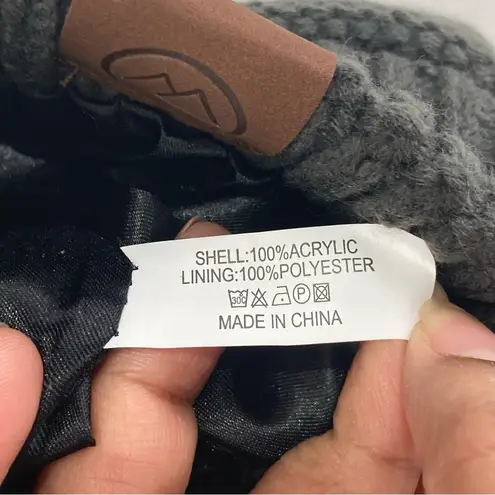 SHELL:100%ACRYLIC
LINING:100%POLYESTER
MADE IN CHINA